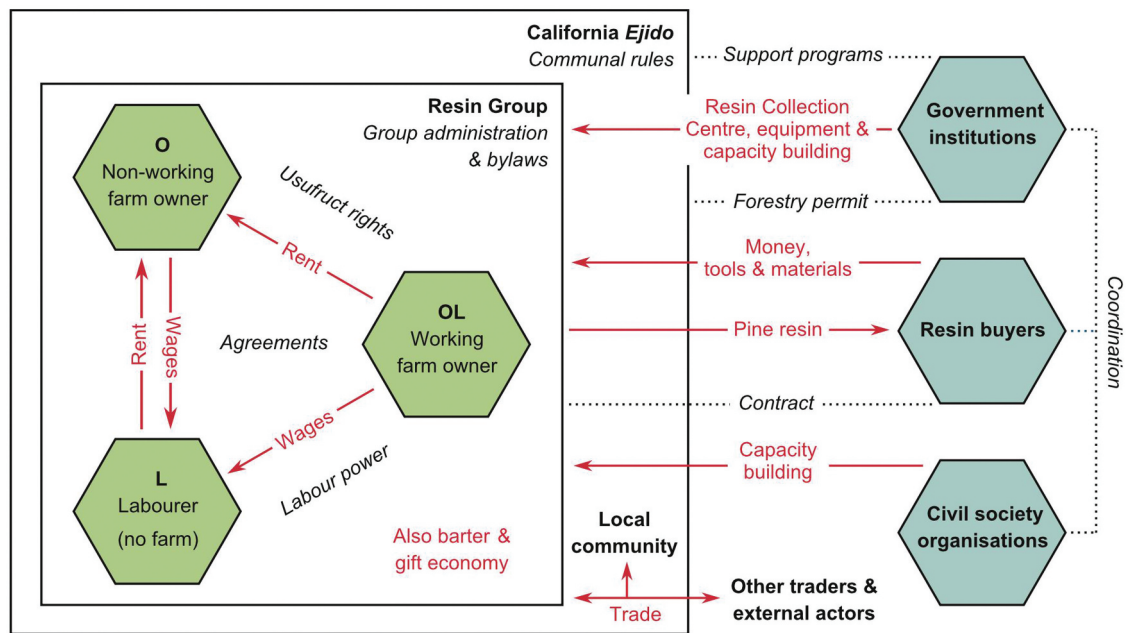 California Ejido
Communal rules
Support programs
Government
institutions
Resin Collection
Centre, equipment &
capacity building
Forestry permit
Resin Group
Group administration
& bylaws
O
Non-working
farm owner
Usufruct rights
Rent
OL
Working
farm owner
Agreements
Rent
Wages
Wages
Labour power
L
Labourer
(no farm)
Also barter &
gift economy
Money,
tools & materials
Pine resin
Resin buyers
Contract
Coordination
Capacity
building
Civil society
organisations
Local
community
Trade
Other traders &
external actors